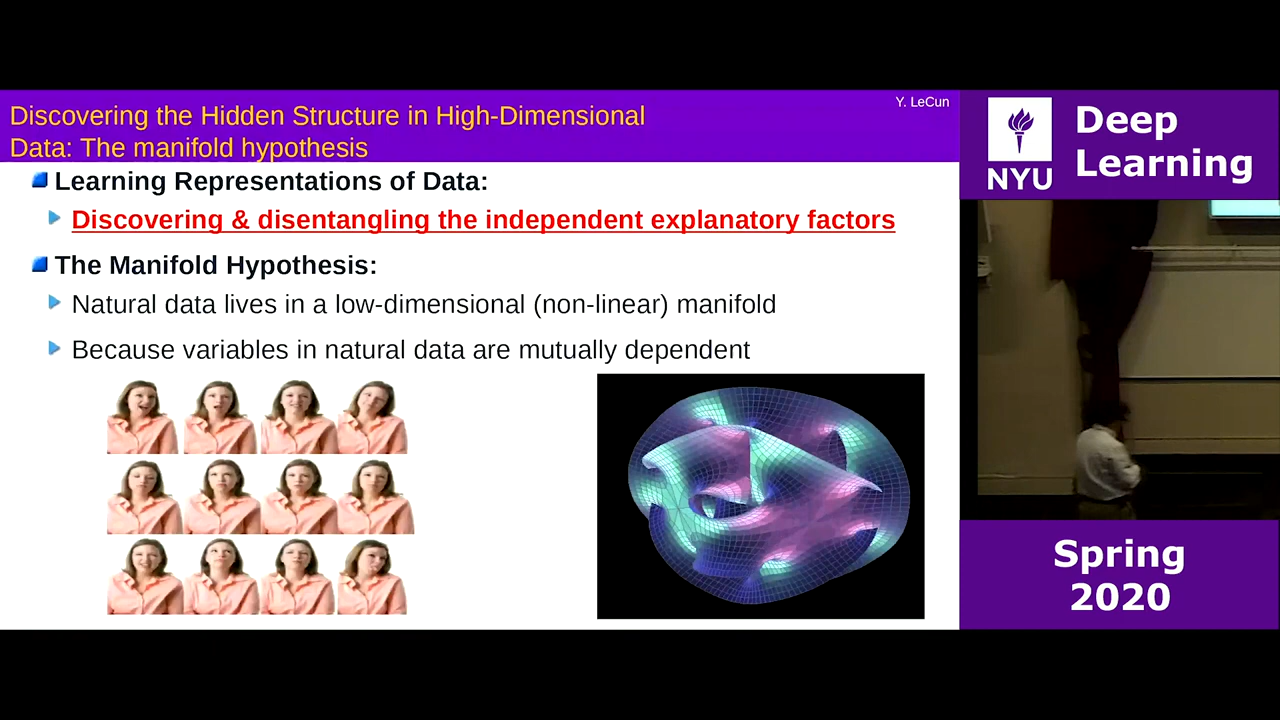 Discovering the Hidden Structure in High-Dimensional
Data: The manifold hypothesis
Y. LeCun
Learning Representations of Data:
Discovering & disentangling the independent explanatory factors
The Manifold Hypothesis:
Natural data lives in a low-dimensional (non-linear) manifold
Because variables in natural data are mutually dependent
NYU
Deep
Learning
Spring
2020